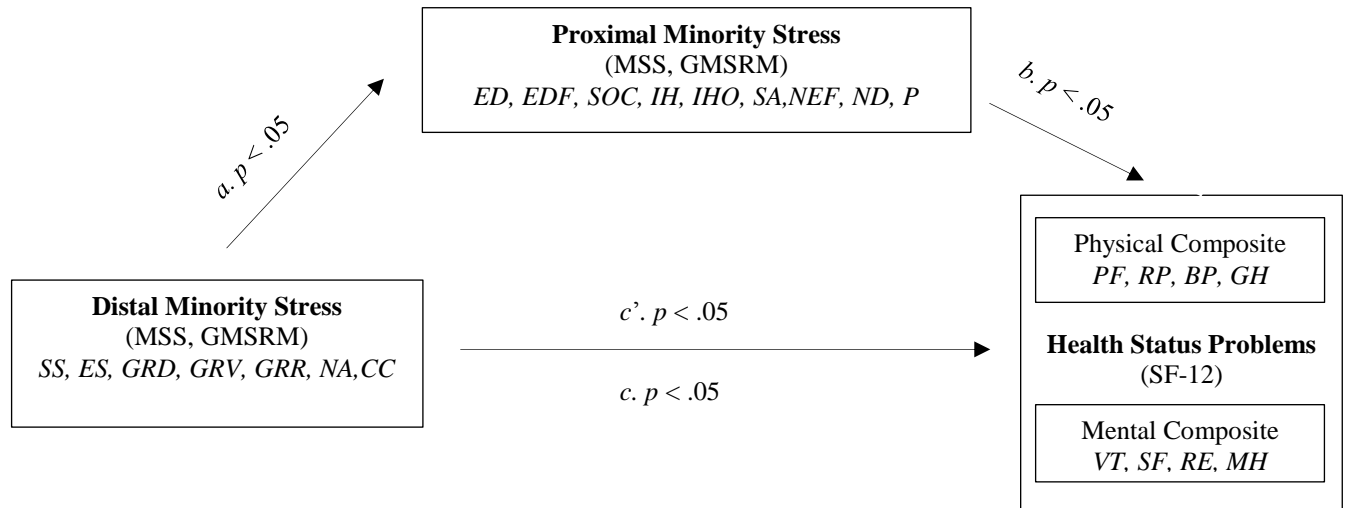 Proximal Minority Stress
(MSS, GMSRM)
ED, EDF, SOC, IH, IHO, SA,NEF, ND, P
a. p < .05
b. p < .05
Distal Minority Stress
(MSS, GMSRM)
SS, ES, GRD, GRV, GRR, NA,CC
c’. p < .05
c. p < .05
Physical Composite
PF, RP, BP, GH
Health Status Problems
(SF-12)
Mental Composite
VT, SF, RE, MH